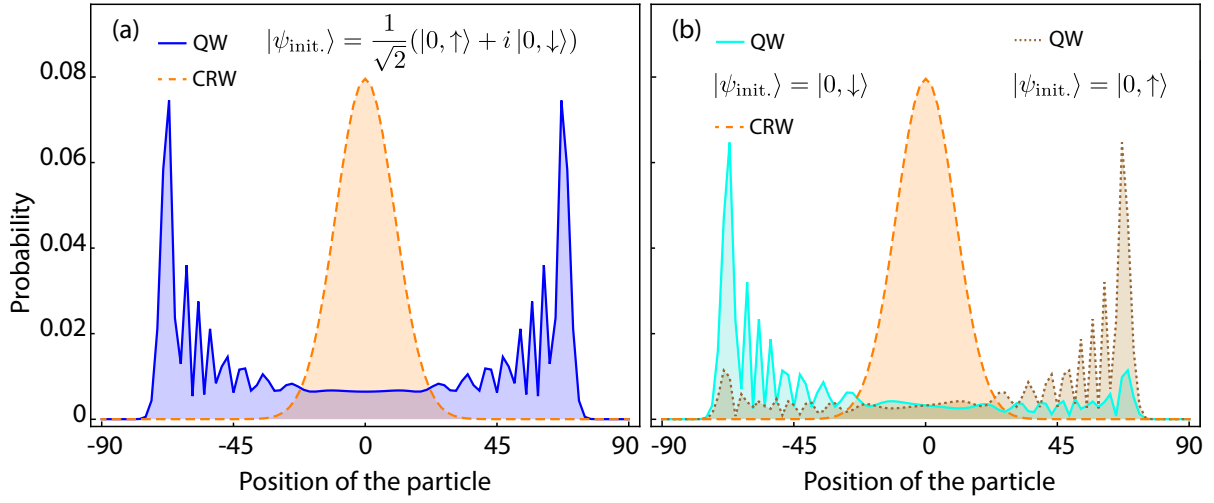 (a)
QW
CRW
|ψinit.⟩ = 1/√2(|0, ↑⟩ + i |0, ↓⟩)
Probability
0.08
0.06
0.04
0.02
0
-90 -45 0 45 90
Position of the particle
(b)
QW
|ψinit.⟩ = |0, ↓⟩
CRW
QW
|ψinit.⟩ = |0, ↑⟩
-90 -45 0 45 90
Position of the particle